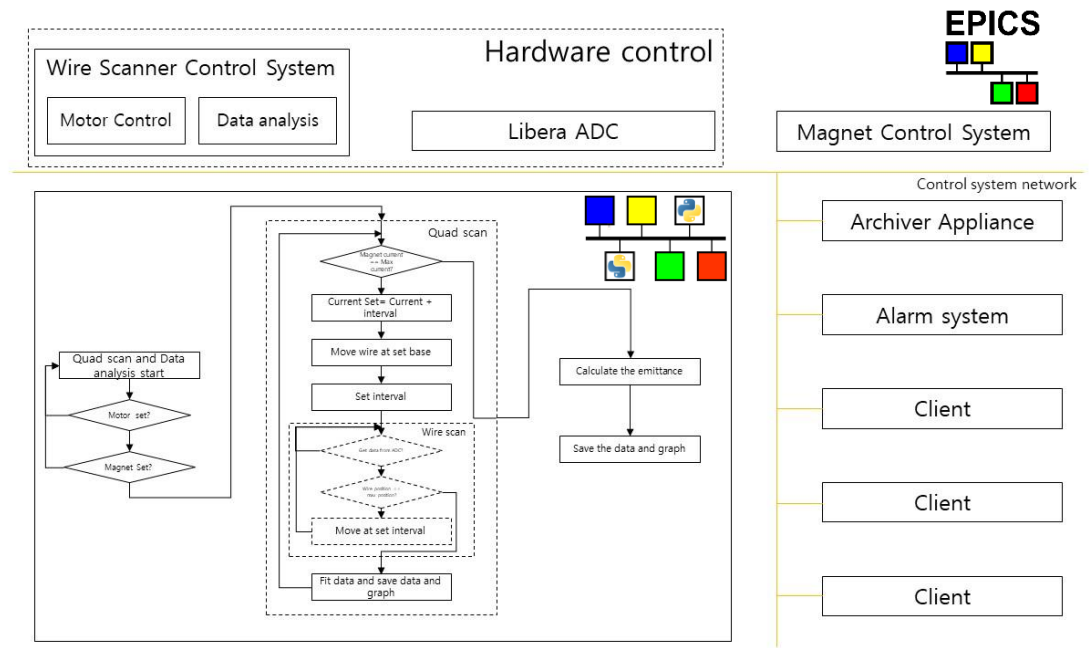 EPICS
Hardware control
Wire Scanner Control System
Motor Control
Data analysis
Libera ADC
Magnet Control System
Control system network
Quad scan
Magnet current
== Max
current?
Current Set= Current +
interval
Move wire at set base
Set interval
Wire scan
Get data from ADC?
Wire position ==
max position?
Move at set interval
Fit data and save data and
graph
Quad scan and Data
analysis start
Motor set?
Magnet Set?
Calculate the emittance
Save the data and graph
Archiver Appliance
Alarm system
Client
Client
Client